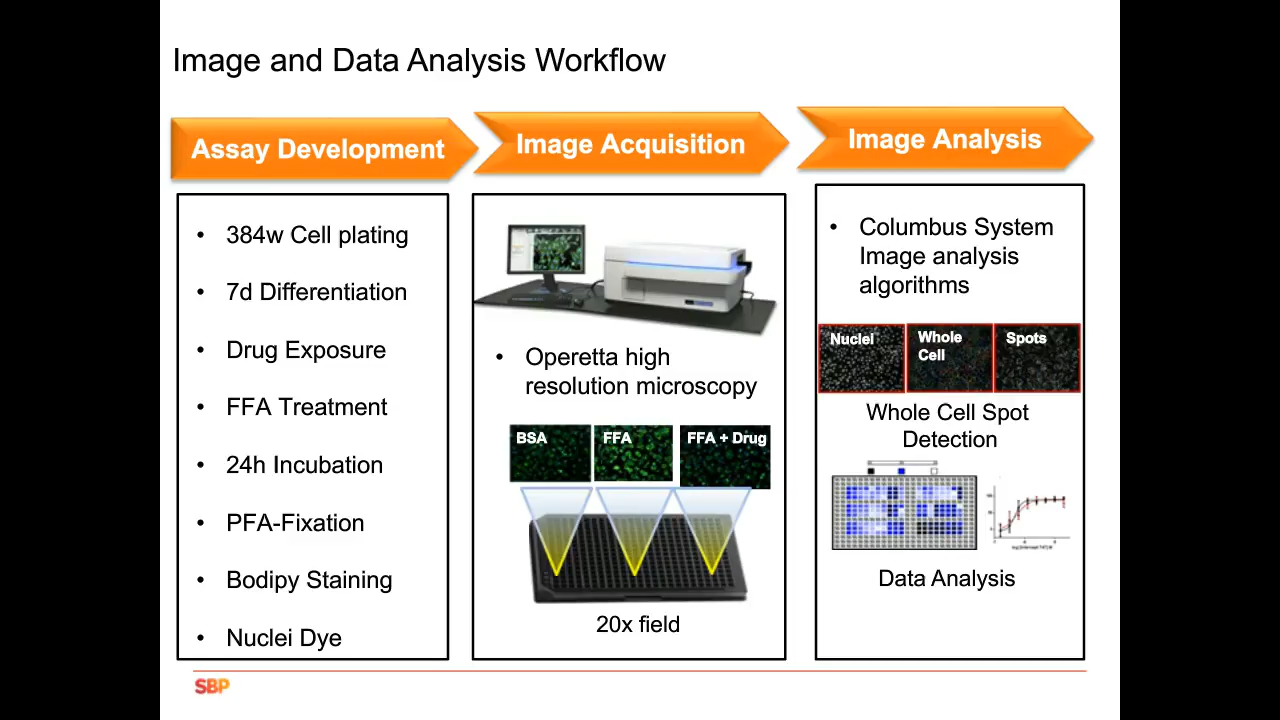 Image and Data Analysis Workflow
Assay Development
Image Acquisition
Image Analysis
• 384w Cell plating
• 7d Differentiation
• Drug Exposure
• FFA Treatment
• 24h Incubation
• PFA-Fixation
• Bodipy Staining
• Nuclei Dye
• Operetta high
resolution microscopy
BSA
FFA
FFA + Drug
20x field
• Columbus System
Image analysis
algorithms
Nuclei
Whole
Cell
Spots
Whole Cell Spot
Detection
Data Analysis
SBP